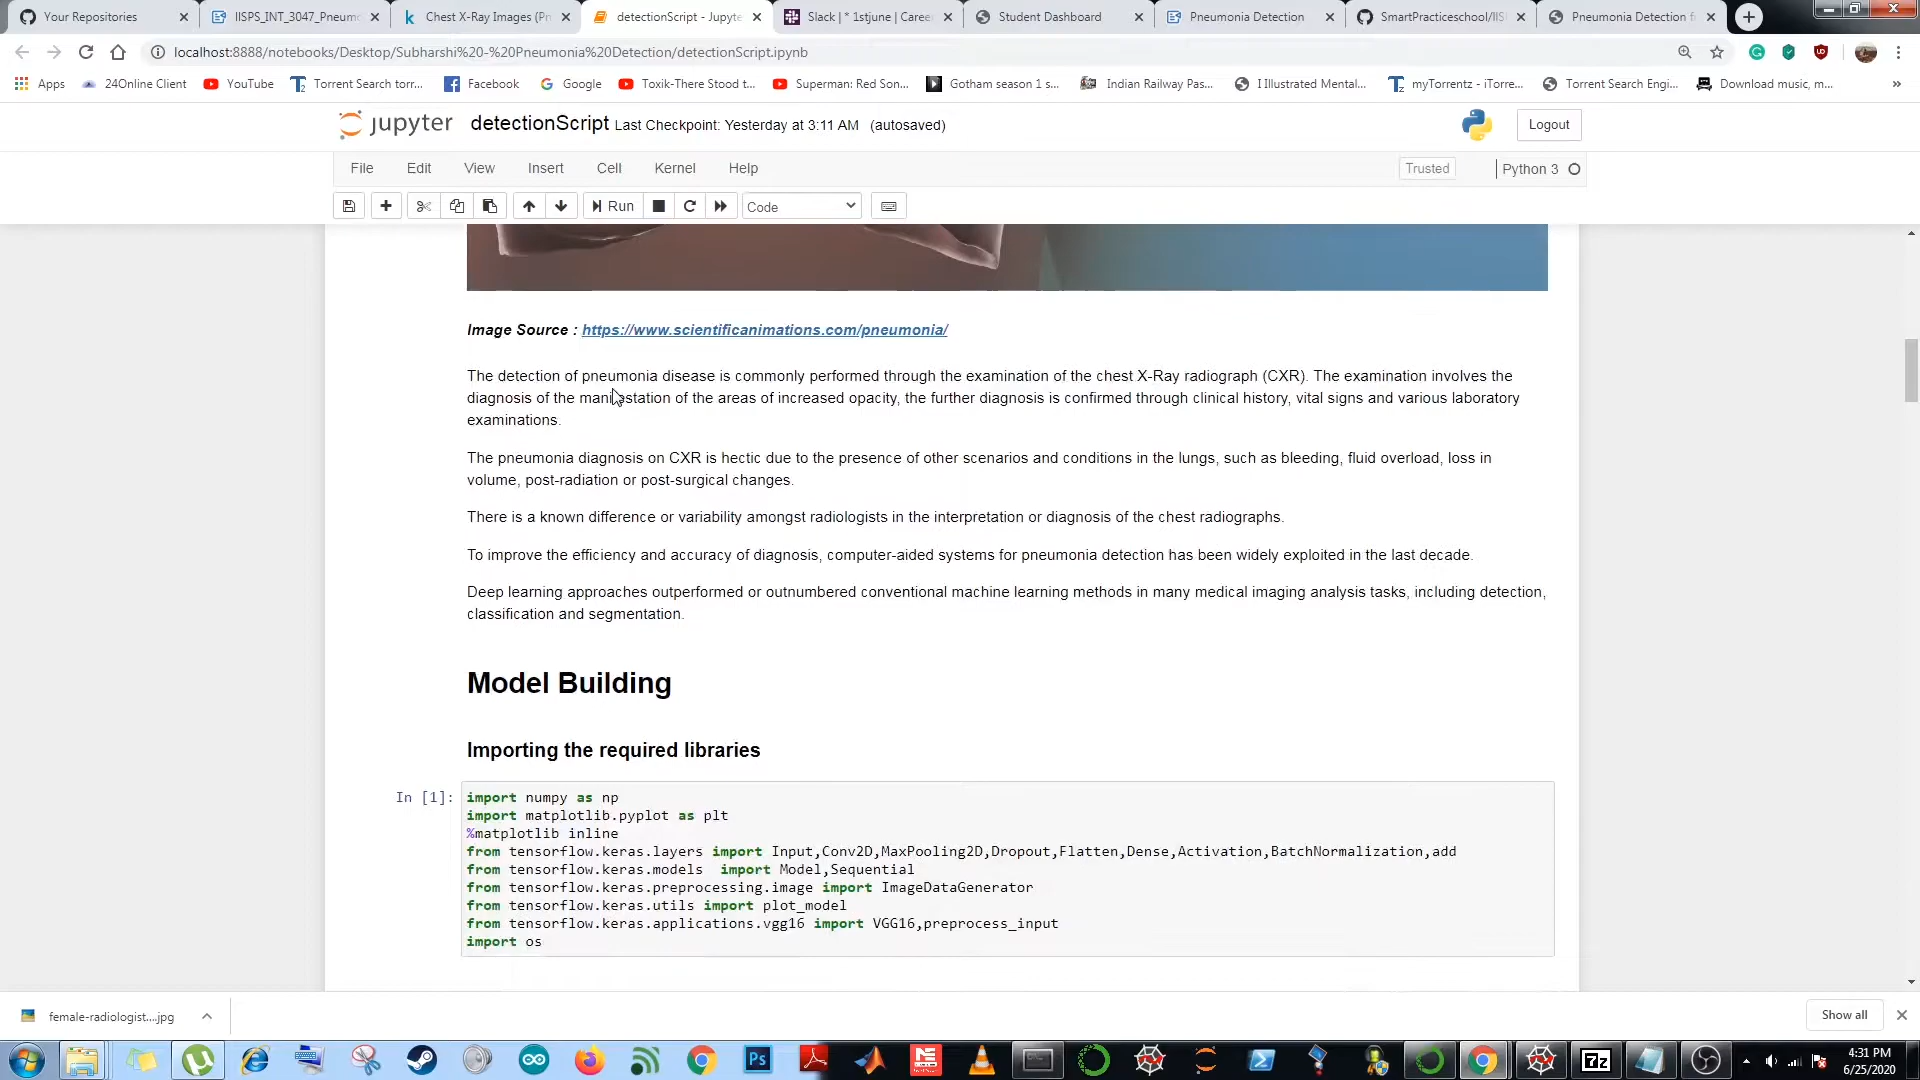 Your Repositories
IISPS_INT_3047_Pneumo
Chest X-Ray Images (Pn
detectionScript - Jupyte
Slack | * 1stjune | Caree
Student Dashboard
Pneumonia Detection
SmartPracticeschool/IIS
Pneumonia Detection f
localhost:8888/notebooks/Desktop/Subharshi%20-%20Pneumonia%20Detection/detectionScript.ipynb
Apps
24Online Client
YouTube
Torrent Search torr...
Facebook
Google
Toxik-There Stood t...
Superman: Red Son...
Gotham season 1 s...
Indian Railway Pas...
I Illustrated Mental...
myTorrentz - iTorre...
Torrent Search Engi...
Download music, m...
»
jupyter detectionScript Last Checkpoint: Yesterday at 3:11 AM (autosaved)
Logout
File Edit View Insert Cell Kernel Help
Trusted
Python 3
Run
Code
Image Source : https://www.scientificanimations.com/pneumonia/
The detection of pneumonia disease is commonly performed through the examination of the chest X-Ray radiograph (CXR). The examination involves the
diagnosis of the manifestation of the areas of increased opacity, the further diagnosis is confirmed through clinical history, vital signs and various laboratory
examinations.
The pneumonia diagnosis on CXR is hectic due to the presence of other scenarios and conditions in the lungs, such as bleeding, fluid overload, loss in
volume, post-radiation or post-surgical changes.
There is a known difference or variability amongst radiologists in the interpretation or diagnosis of the chest radiographs.
To improve the efficiency and accuracy of diagnosis, computer-aided systems for pneumonia detection has been widely exploited in the last decade.
Deep learning approaches outperformed or outnumbered conventional machine learning methods in many medical imaging analysis tasks, including detection,
classification and segmentation.
Model Building
Importing the required libraries
In [1]:
import numpy as np
import matplotlib.pyplot as plt
%matplotlib inline
from tensorflow.keras.layers import Input,Conv2D,MaxPooling2D,Dropout,Flatten,Dense,Activation,BatchNormalization,add
from tensorflow.keras.models  import Model,Sequential
from tensorflow.keras.preprocessing.image import ImageDataGenerator
from tensorflow.keras.utils import plot_model
from tensorflow.keras.applications.vgg16 import VGG16,preprocess_input
import os
female-radiologist....jpg
Show all
4:31 PM
6/25/2020